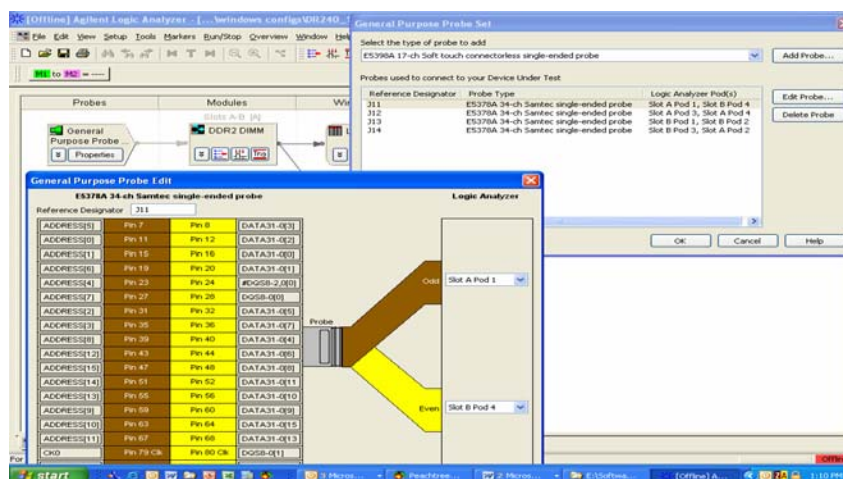 [Offline] Agilent Logic Analyzer - [...\windows configs\DR240_
File Edit View Setup Tools Markers Run/Stop Overview Window Help
M1 to M2 = ----
Probes Modules
Slots A-B [A]
General Purpose Probe ...
Properties
DDR2 DIMM
General Purpose Probe Set
Select the type of probe to add
E5398A 17-ch Soft touch connectorless single-ended probe
Add Probe...
Probes used to connect to your Device Under Test
Reference Designator Probe Type Logic Analyzer Pod(s)
J11 E5378A 34-ch Samtec single-ended probe Slot A Pod 1, Slot B Pod 4
J12 E5378A 34-ch Samtec single-ended probe Slot A Pod 3, Slot A Pod 4
J13 E5378A 34-ch Samtec single-ended probe Slot B Pod 1, Slot B Pod 2
J14 E5378A 34-ch Samtec single-ended probe Slot B Pod 3, Slot A Pod 2
Edit Probe...
Delete Probe
OK Cancel Help
General Purpose Probe Edit
E5378A 34-ch Samtec single-ended probe Logic Analyzer
Reference Designator J11
ADDRESS[5] Pin 7 Pin 8 DATA31-0[3]
ADDRESS[0] Pin 11 Pin 12 DATA31-0[2]
ADDRESS[1] Pin 15 Pin 16 DATA31-0[0]
ADDRESS[6] Pin 19 Pin 20 DATA31-0[1]
ADDRESS[4] Pin 23 Pin 24 #DQS8-2,0[0]
ADDRESS[7] Pin 27 Pin 28 DQS8-0[0]
ADDRESS[2] Pin 31 Pin 32 DATA31-0[5]
ADDRESS[3] Pin 35 Pin 36 DATA31-0[7]
ADDRESS[8] Pin 39 Pin 40 DATA31-0[4]
ADDRESS[12] Pin 43 Pin 44 DATA31-0[6]
ADDRESS[15] Pin 47 Pin 48 DATA31-0[8]
ADDRESS[14] Pin 51 Pin 52 DATA31-0[11
ADDRESS[13] Pin 55 Pin 56 DATA31-0[10
ADDRESS[9] Pin 59 Pin 60 DATA31-0[9]
ADDRESS[10] Pin 63 Pin 64 DATA31-0[15
ADDRESS[11] Pin 67 Pin 68 DATA31-0[13
CK0 Pin 79 Clk Pin 80 Clk DQS8-0[1]
Probe
Odd Slot A Pod 1
Even Slot B Pod 4
For
start 3 Micros... Peachtree... 2 Micros... E:\Softwa... [Offline] A... 1:10 PM